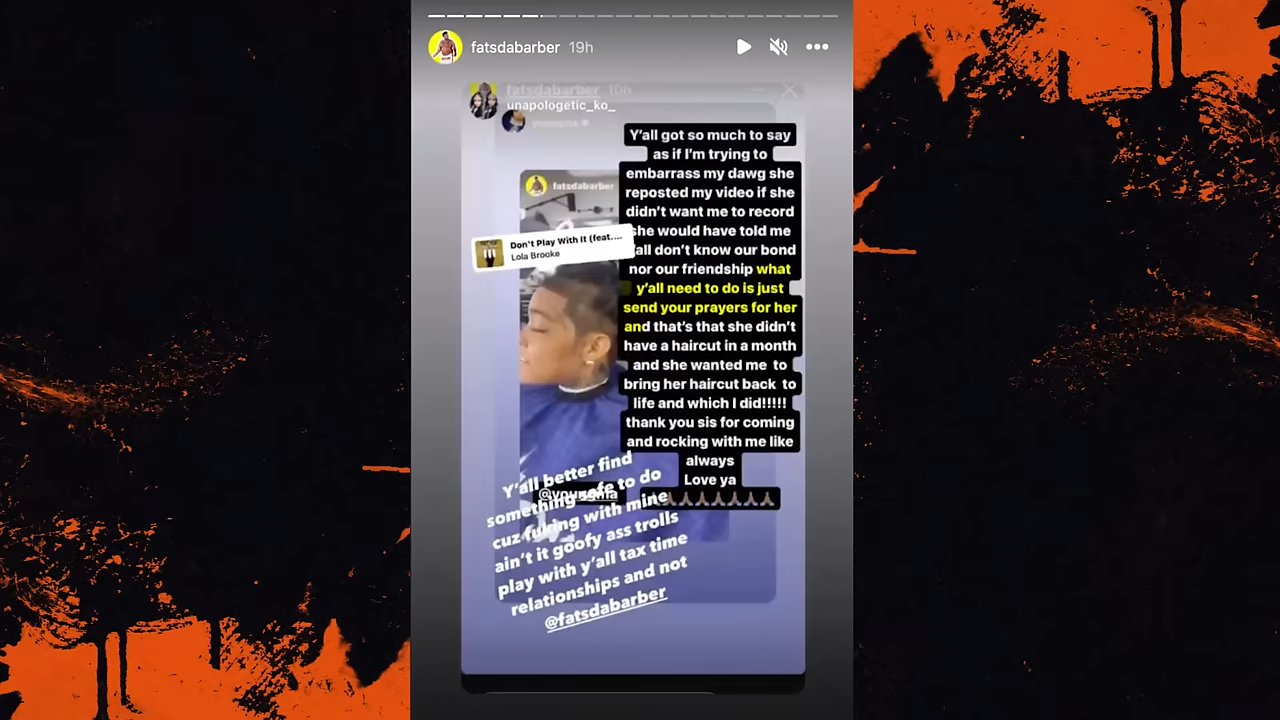 fatsdabarber 19h
fatsdabarber 10h
unapologetic_ko_
Y'all got so much to say
as if I'm trying to
embarrass my dawg she
reposted my video if she
didn't want me to record
she would have told me
y'all don't know our bond
nor our friendship what
y'all need to do is just
send your prayers for her
and that's that she didn't
have a haircut in a month
and she wanted me to
bring her haircut back to
life and which I did!!!!!
thank you sis for coming
and rocking with me like
always
Love ya
fatsdabarber
Don't Play With It (feat....
Lola Brooke
@youngma
Y'all better find
something safe to do
cuz fuking with mine
ain't it goofy ass trolls
play with y'all tax time
relationships and not
@fatsdabarber